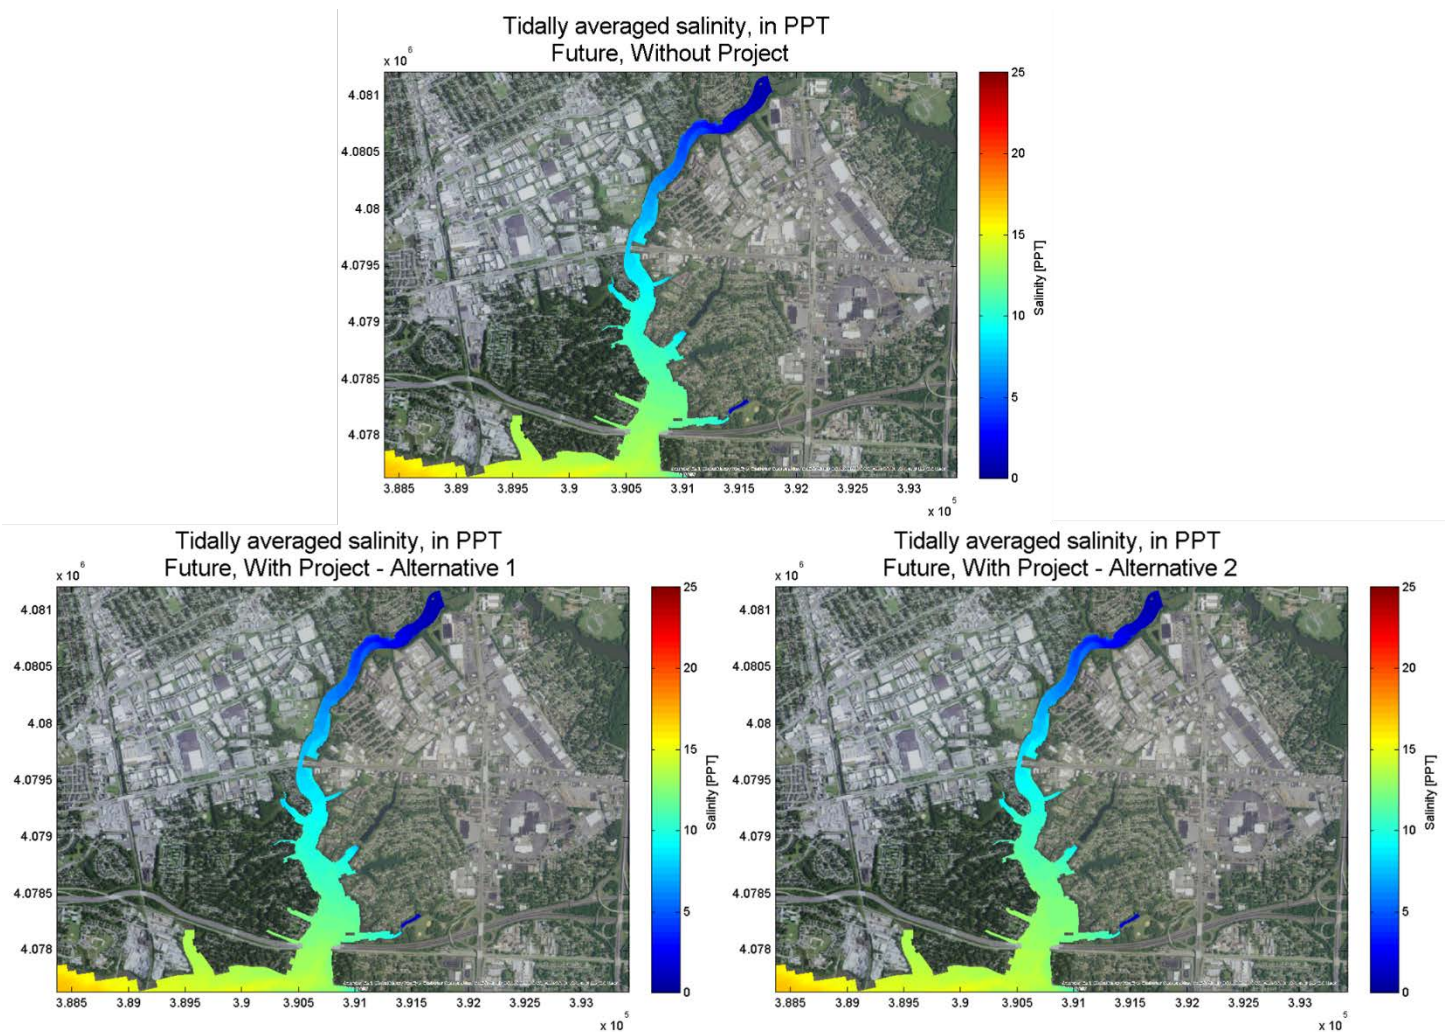 Tidally averaged salinity, in PPT
Future, Without Project
x 10 6
4.081
4.0805
4.08
4.0795
4.079
4.0785
4.078
3.885 3.89 3.895 3.9 3.905 3.91 3.915 3.92 3.925 3.93
x 10 5
25
20
15
10
5
0
Salinity [PPT]
Tidally averaged salinity, in PPT
Future, With Project - Alternative 1
x 10 6
4.081
4.0805
4.08
4.0795
4.079
4.0785
4.078
3.885 3.89 3.895 3.9 3.905 3.91 3.915 3.92 3.925 3.93
x 10 5
25
20
15
10
5
0
Salinity [PPT]
Tidally averaged salinity, in PPT
Future, With Project - Alternative 2
x 10 6
4.081
4.0805
4.08
4.0795
4.079
4.0785
4.078
3.885 3.89 3.895 3.9 3.905 3.91 3.915 3.92 3.925 3.93
x 10 5
25
20
15
10
5
0
Salinity [PPT]